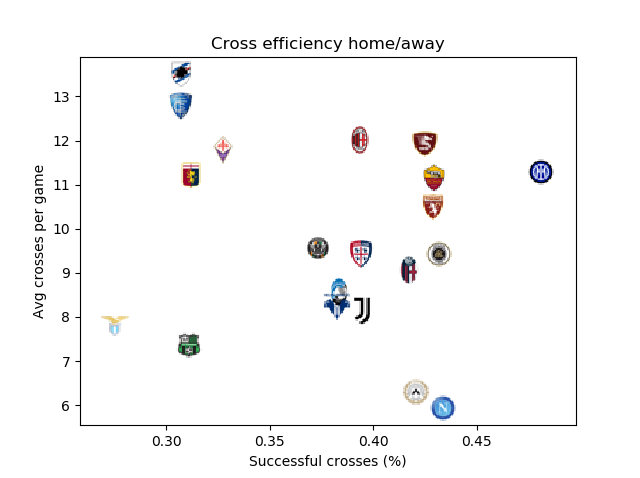 Cross efficiency home/away
Avg crosses per game
13
12
11
10
9
8
7
6
0.30 0.35 0.40 0.45
Successful crosses (%)